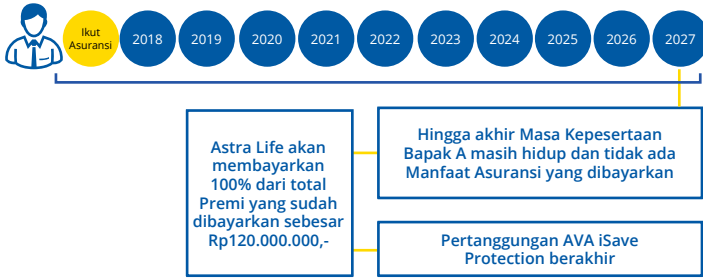 Ikut
Asuransi
2018
2019
2020
2021
2022
2023
2024
2025
2026
2027
Astra Life akan
membayarkan
100% dari total
Premi yang sudah
dibayarkan sebesar
Rp120.000.000,-
Hingga akhir Masa Kepesertaan
Bapak A masih hidup dan tidak ada
Manfaat Asuransi yang dibayarkan
Pertanggungan AVA iSave
Protection berakhir